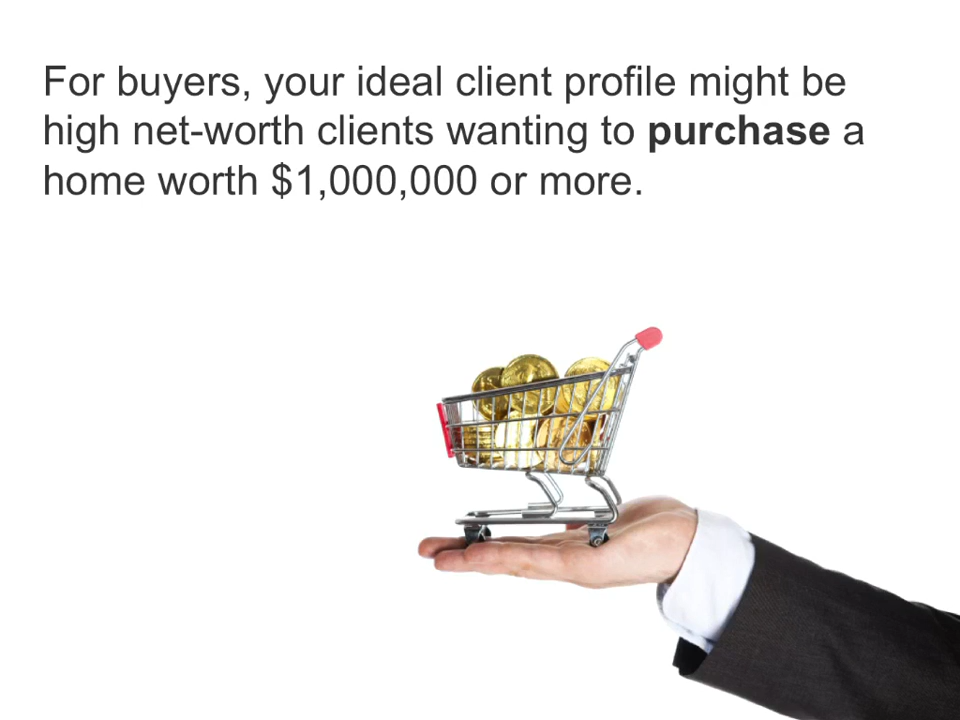 For buyers, your ideal client profile might be
high net-worth clients wanting to purchase a
home worth $1,000,000 or more.